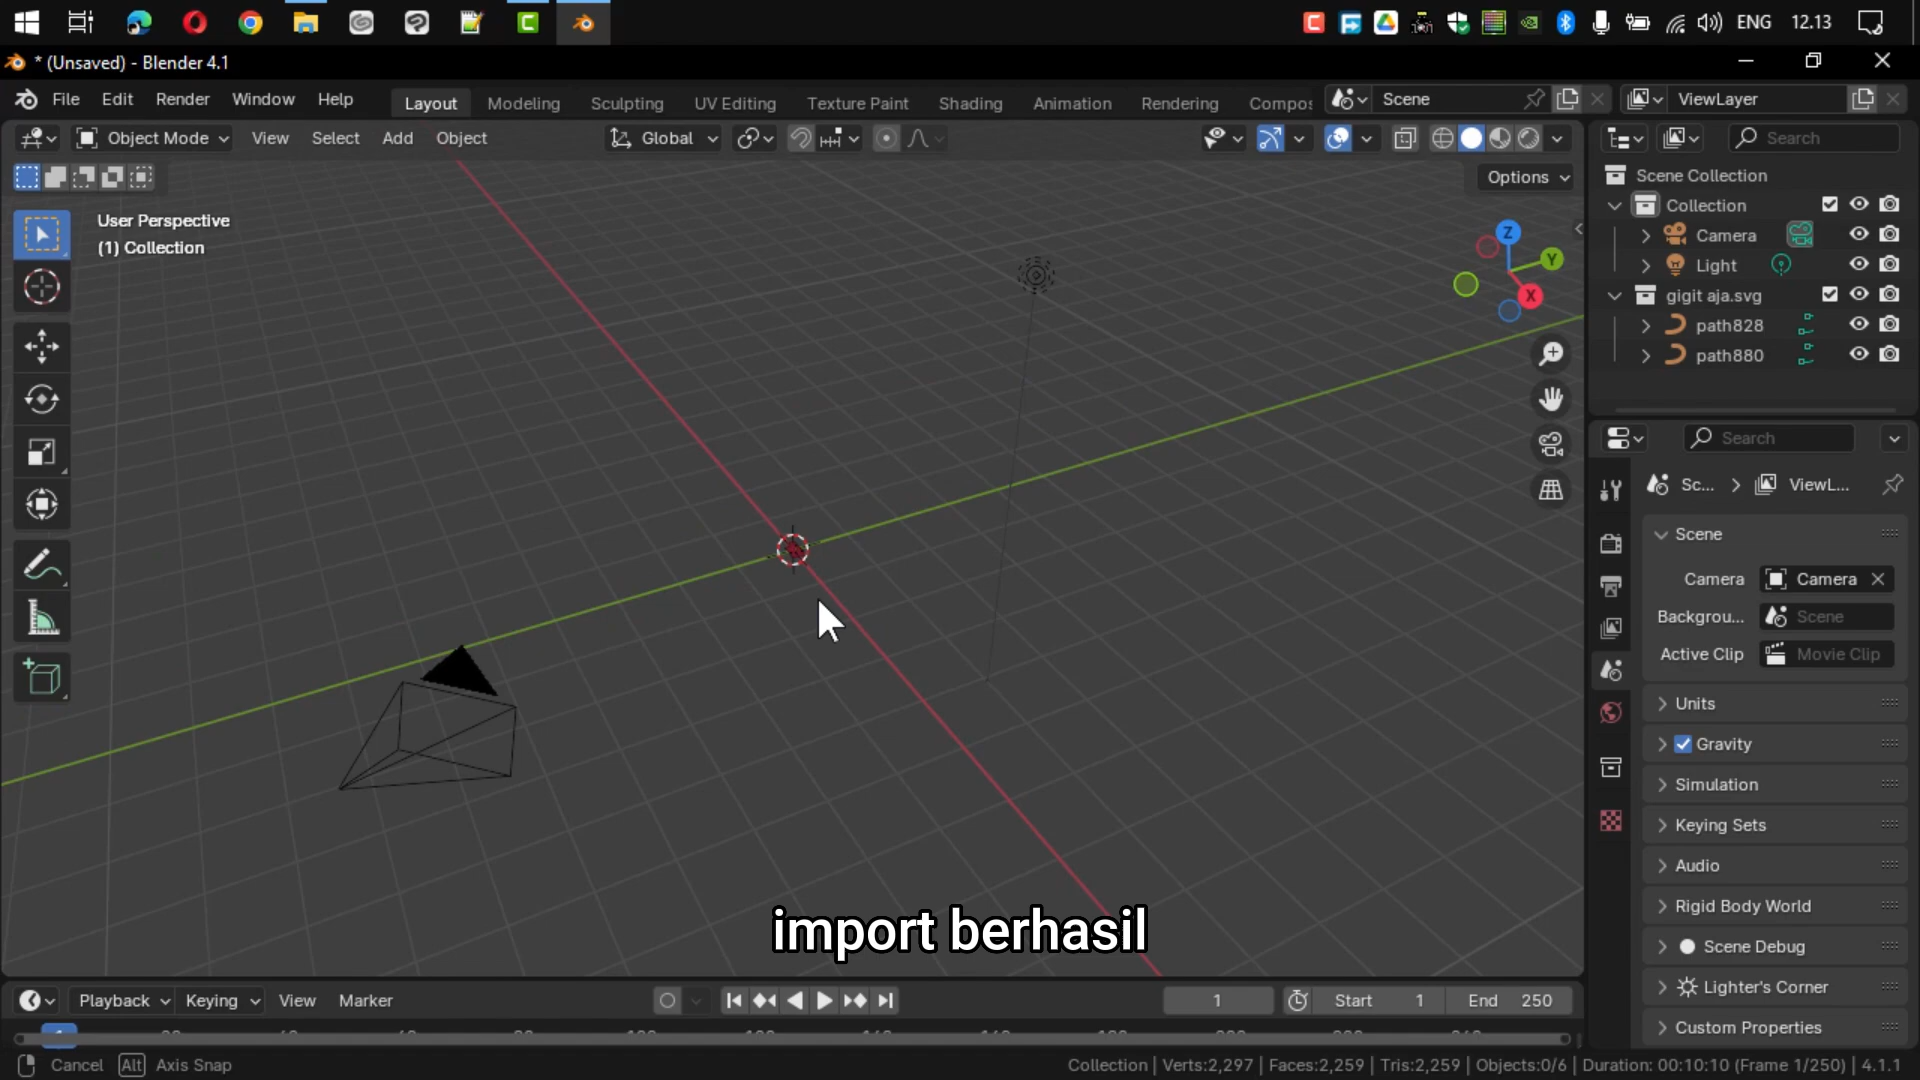 ENG 12.13
* (Unsaved) - Blender 4.1
File Edit Render Window Help Layout Modeling Sculpting UV Editing Texture Paint Shading Animation Rendering Compos Scene ViewLayer
Object Mode View Select Add Object Global Search
Options
User Perspective
(1) Collection
Z
Y
X
Scene Collection
Collection
Camera
Light
gigit aja.svg
path828
path880
Search
Sc... > ViewL...
Scene
Camera Camera
Backgrou... Scene
Active Clip Movie Clip
Units
Gravity
Simulation
Keying Sets
Audio
Rigid Body World
Scene Debug
Lighter's Corner
Custom Properties
import berhasil
Playback Keying View Marker 1 Start 1 End 250
Cancel Alt Axis Snap Collection | Verts:2,297 | Faces:2,259 | Tris:2,259 | Objects:0/6 | Duration: 00:10:10 (Frame 1/250) | 4.1.1